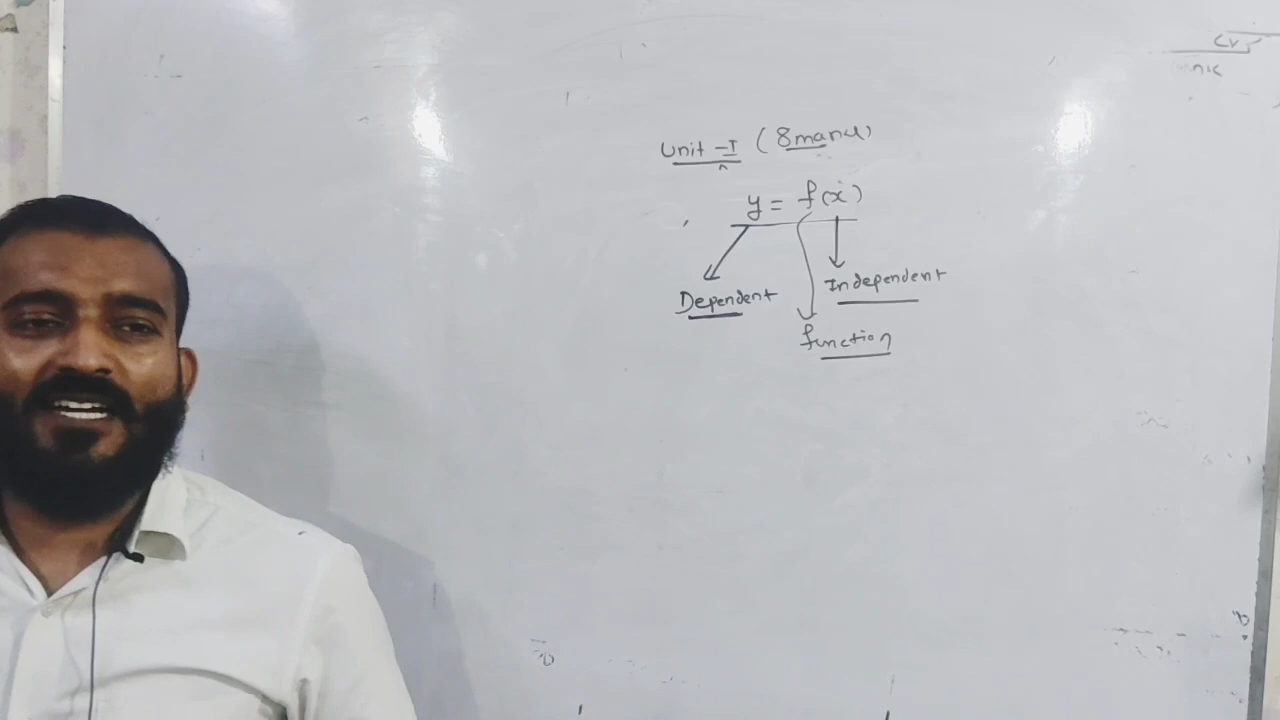 Unit - I (8 marks)
y = f(x)
Dependent
Independent
function